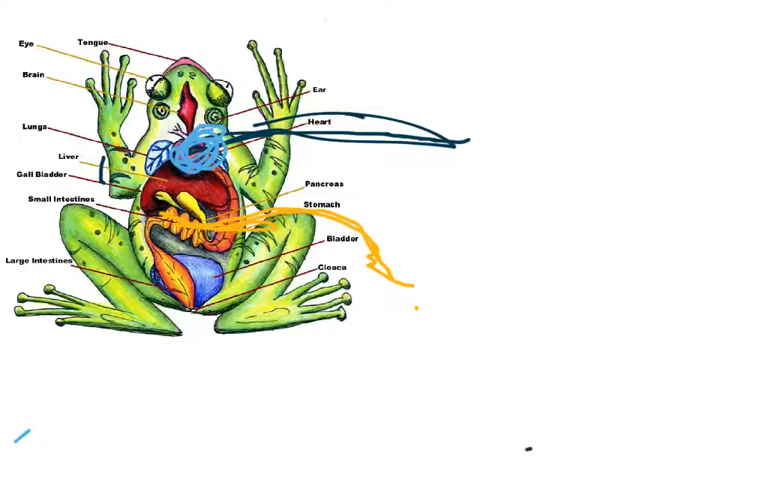 Tongue
Eye
Brain
Ear
Heart
Lungs
Liver
Gall Bladder
Pancreas
Small Intestines
Stomach
Bladder
Large Intestines
Cloaca